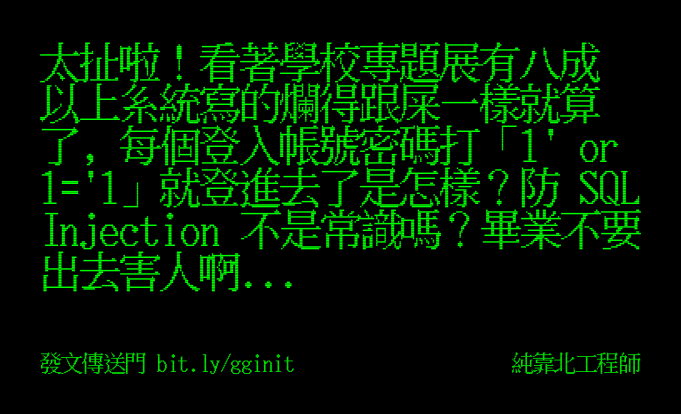 太扯啦！看著學校專題展有八成
以上系統寫的爛得跟屎一樣就算
了，每個登入帳號密碼打「1' or
1='1」就登進去了是怎樣？防 SQL
Injection 不是常識嗎？畢業不要
出去害人啊...
發文傳送門 bit.ly/gginit
純靠北工程師